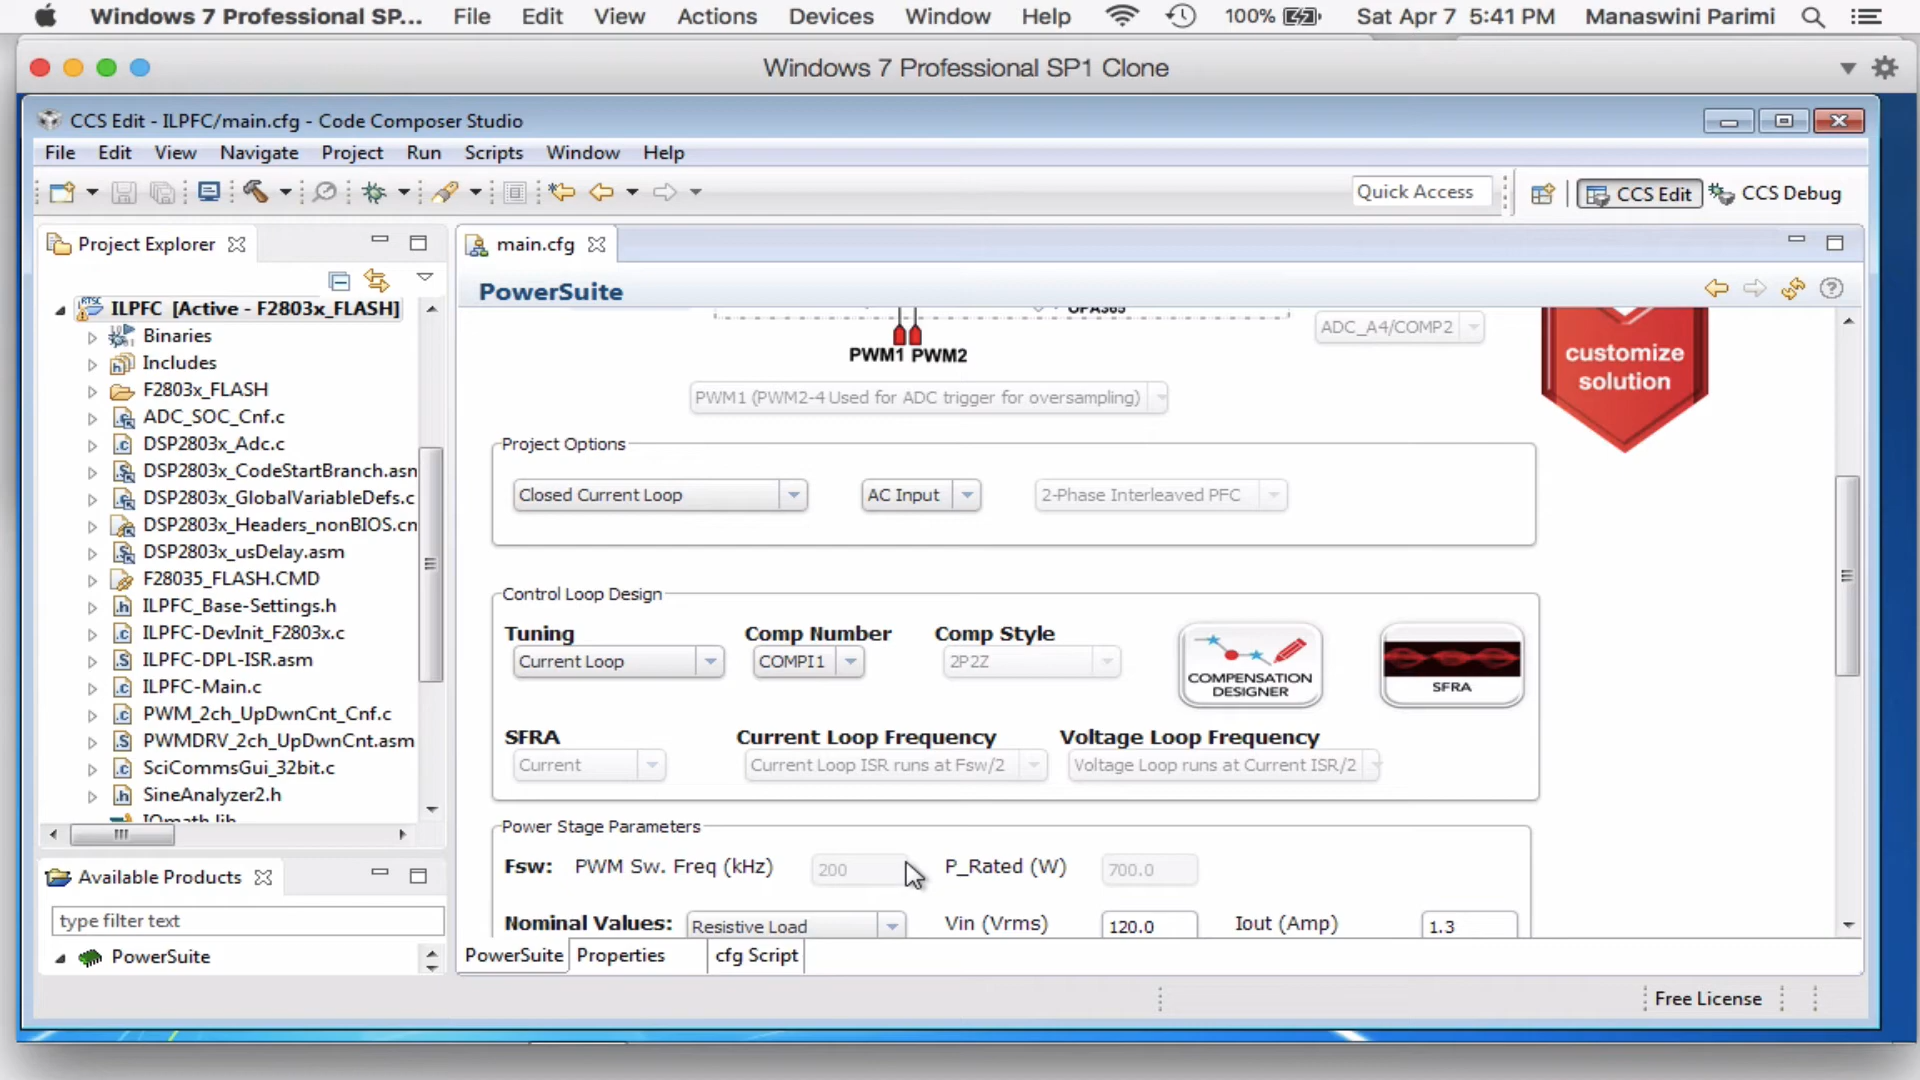 Windows 7 Professional SP... File Edit View Actions Devices Window Help 100% Sat Apr 7 5:41 PM Manaswini Parimi
Windows 7 Professional SP1 Clone
CCS Edit - ILPFC/main.cfg - Code Composer Studio
File Edit View Navigate Project Run Scripts Window Help
Quick Access CCS Edit CCS Debug
Project Explorer
main.cfg
PowerSuite
ILPFC [Active - F2803x_FLASH]
Binaries
Includes
F2803x_FLASH
ADC_SOC_Cnf.c
DSP2803x_Adc.c
DSP2803x_CodeStartBranch.asn
DSP2803x_GlobalVariableDefs.c
DSP2803x_Headers_nonBIOS.cn
DSP2803x_usDelay.asm
F28035_FLASH.CMD
ILPFC_Base-Settings.h
ILPFC-DevInit_F2803x.c
ILPFC-DPL-ISR.asm
ILPFC-Main.c
PWM_2ch_UpDwnCnt_Cnf.c
PWMDRV_2ch_UpDwnCnt.asm
SciCommsGui_32bit.c
SineAnalyzer2.h
IQmath.lib
Available Products
type filter text
PowerSuite
OPA365
ADC_A4/COMP2
PWM1 PWM2
customize
solution
PWM1 (PWM2-4 Used for ADC trigger for oversampling)
Project Options
Closed Current Loop AC Input 2-Phase Interleaved PFC
Control Loop Design
Tuning Comp Number Comp Style
Current Loop COMPI1 2P2Z
COMPENSATION
DESIGNER
SFRA
SFRA Current Loop Frequency Voltage Loop Frequency
Current Current Loop ISR runs at Fsw/2 Voltage Loop runs at Current ISR/2
Power Stage Parameters
Fsw: PWM Sw. Freq (kHz) 200 P_Rated (W) 700.0
Nominal Values: Resistive Load Vin (Vrms) 120.0 Iout (Amp) 1.3
PowerSuite Properties cfg Script
Free License